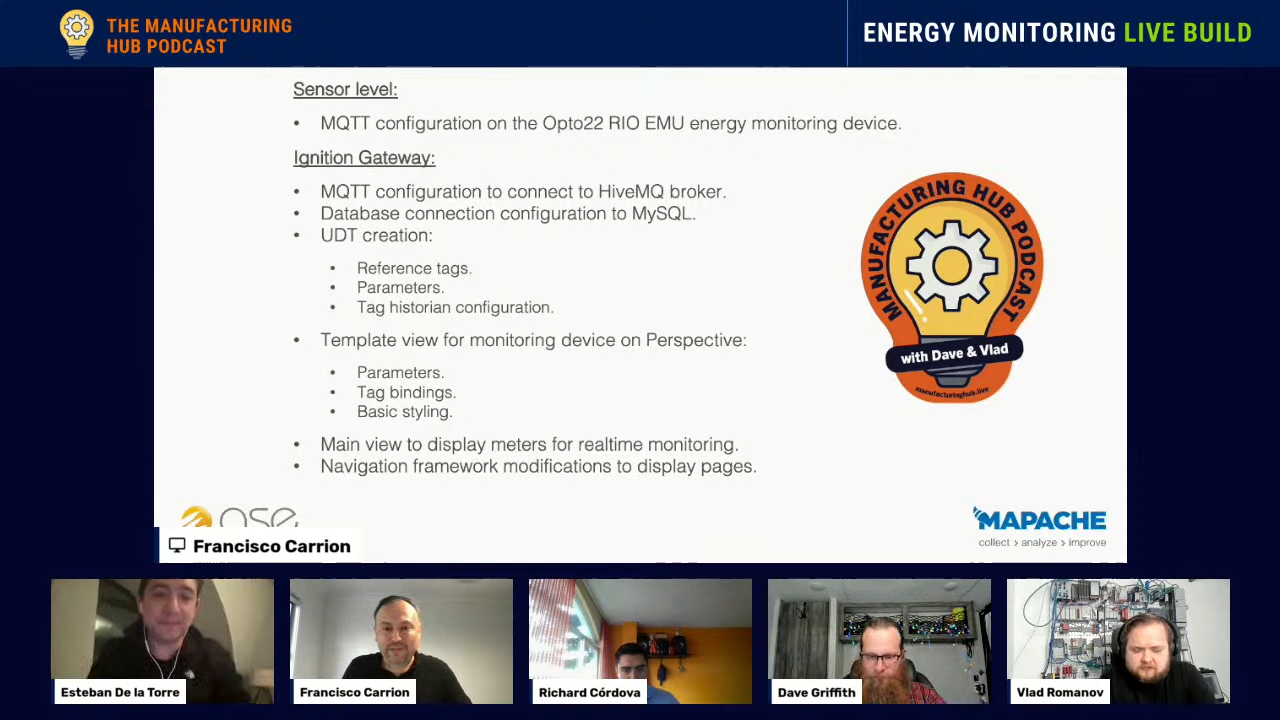 THE MANUFACTURING
HUB PODCAST
ENERGY MONITORING LIVE BUILD
Sensor level:
• MQTT configuration on the Opto22 RIO EMU energy monitoring device.
Ignition Gateway:
• MQTT configuration to connect to HiveMQ broker.
• Database connection configuration to MySQL.
• UDT creation:
• Reference tags.
• Parameters.
• Tag historian configuration.
• Template view for monitoring device on Perspective:
• Parameters.
• Tag bindings.
• Basic styling.
• Main view to display meters for realtime monitoring.
• Navigation framework modifications to display pages.
MANUFACTURING HUB PODCAST
with Dave & Vlad
manufacturinghub.live
MAPACHE
collect > analyze > improve
Francisco Carrion
Esteban De la Torre
Francisco Carrion
Richard Córdova
Dave Griffith
Vlad Romanov